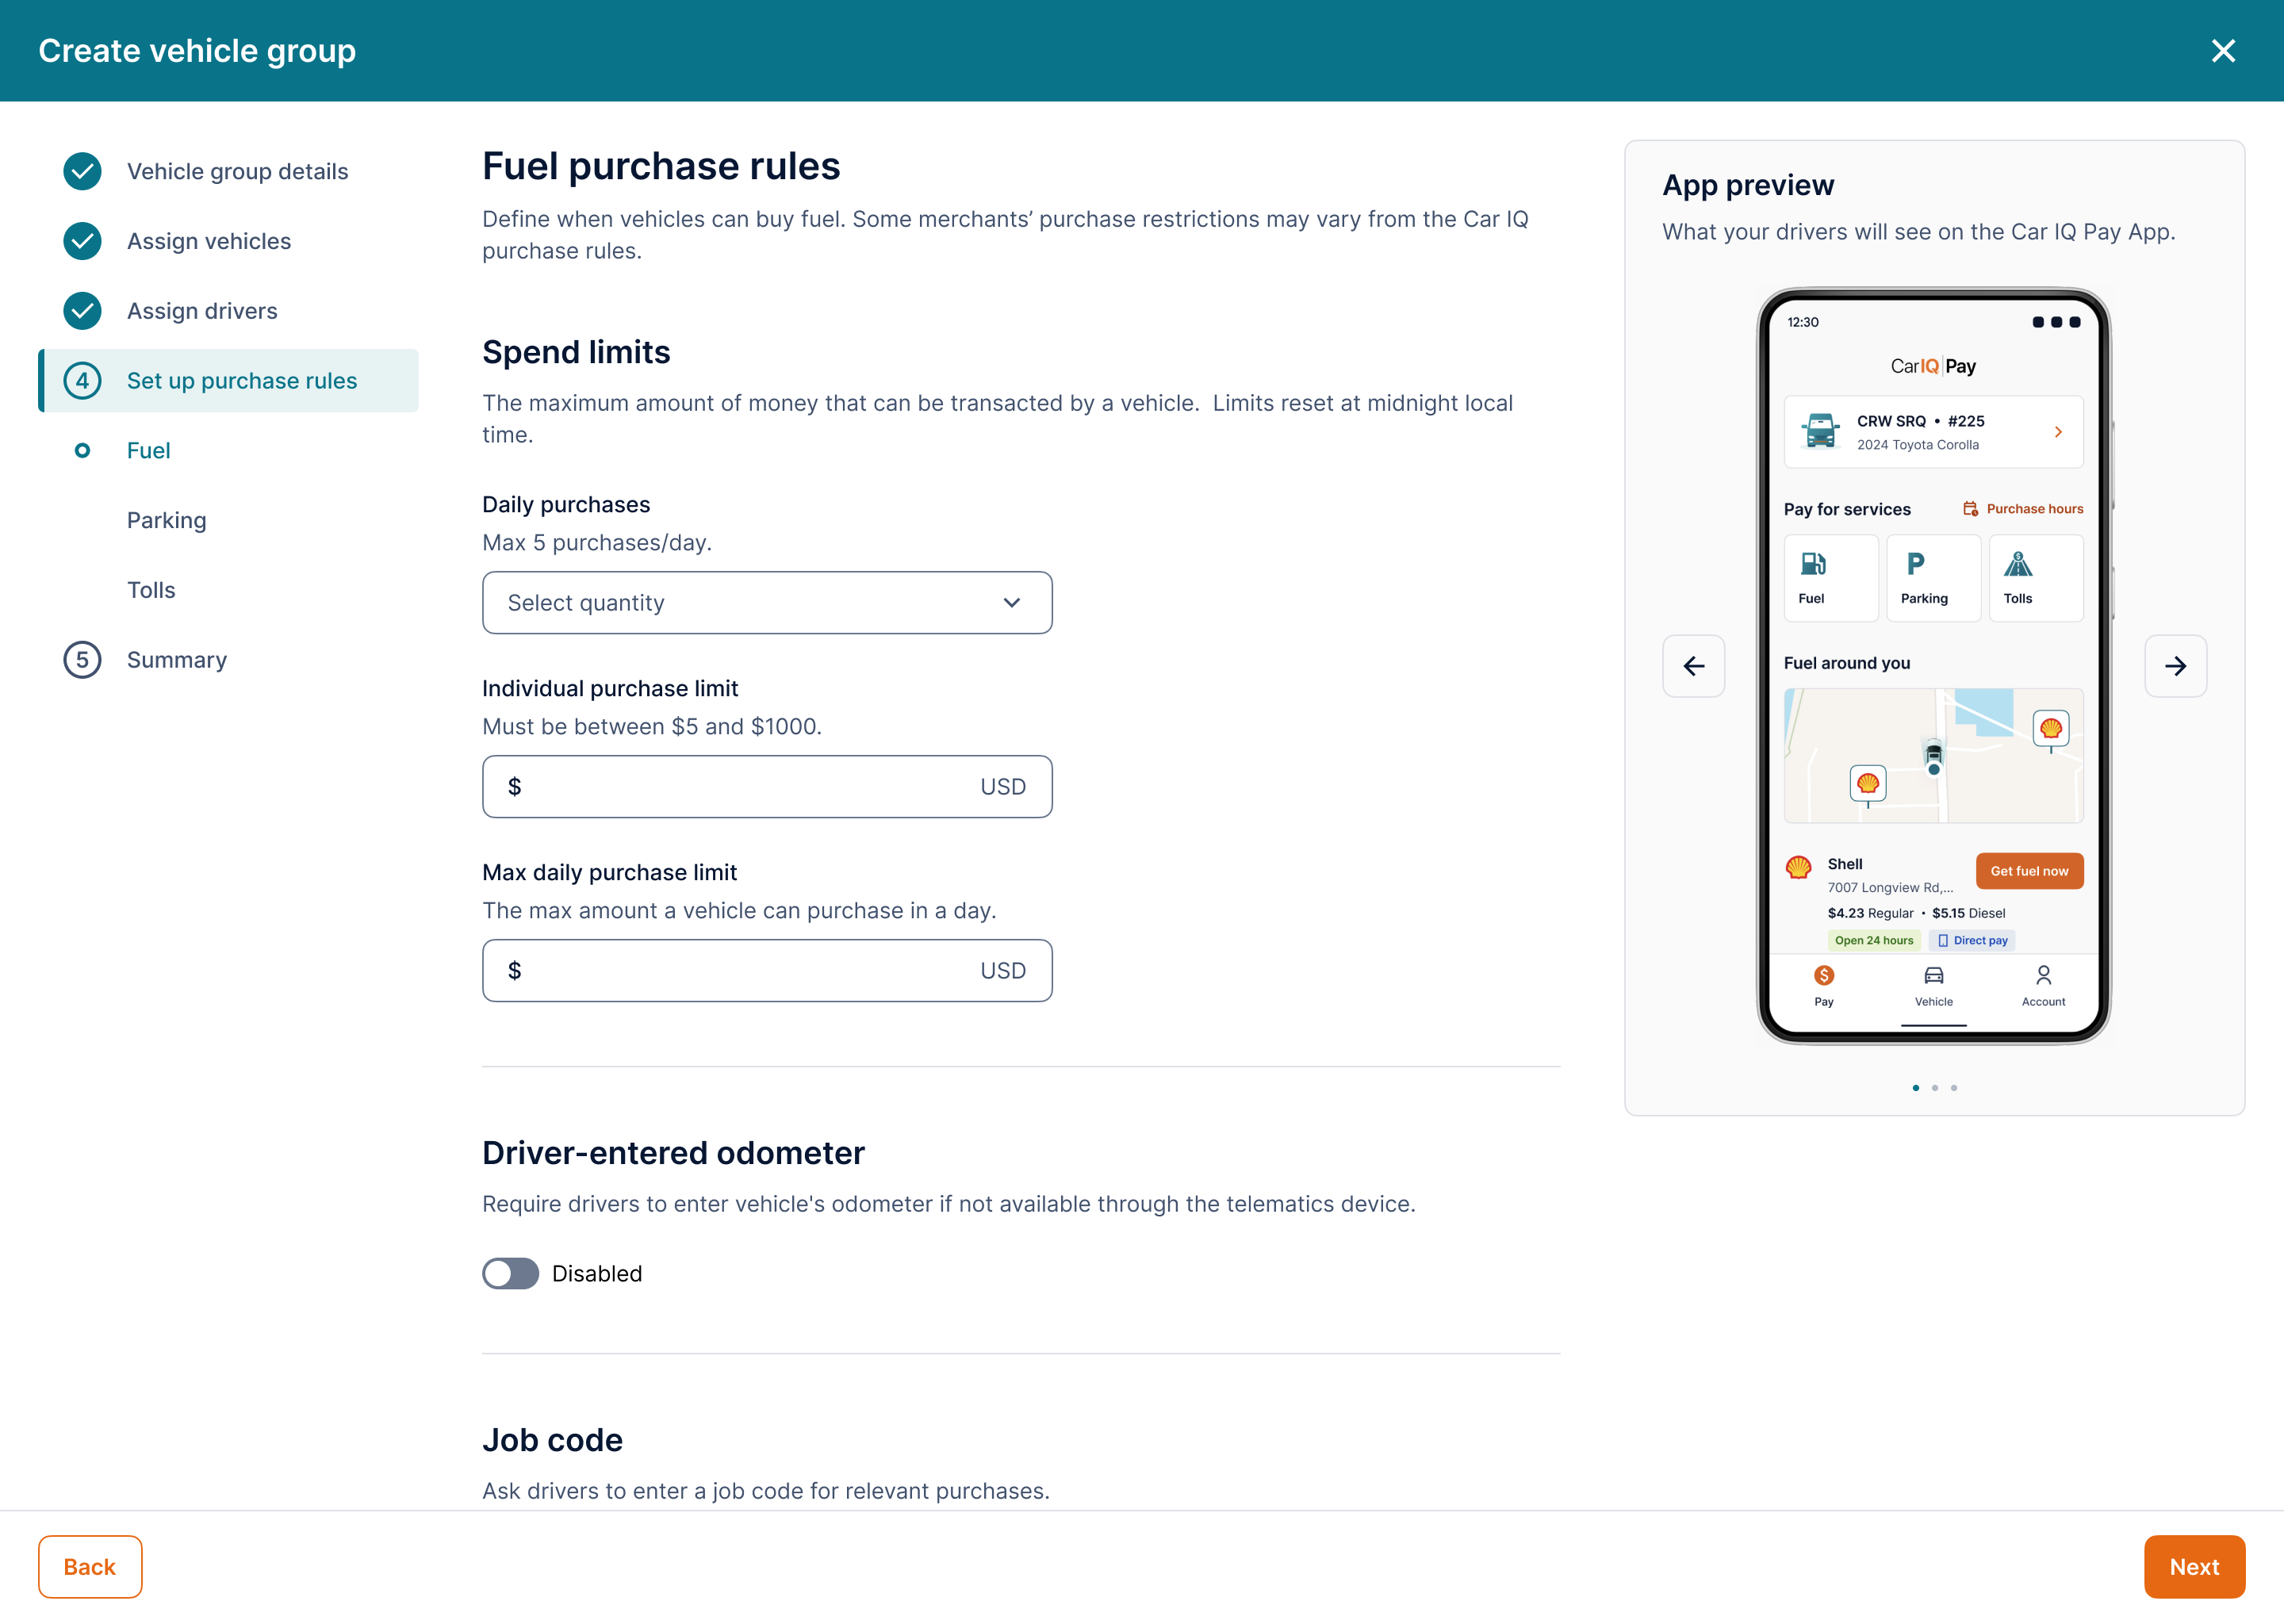 Create vehicle group
Vehicle group details
Assign vehicles
Assign drivers
4
Set up purchase rules
Fuel
Parking
Tolls
5
Summary
Fuel purchase rules
Define when vehicles can buy fuel. Some merchants’ purchase restrictions may vary from the Car IQ
purchase rules.
Spend limits
The maximum amount of money that can be transacted by a vehicle.  Limits reset at midnight local
time.
Daily purchases
Max 5 purchases/day.
Select quantity
Individual purchase limit
Must be between $5 and $1000.
$ USD
Max daily purchase limit
The max amount a vehicle can purchase in a day.
$ USD
Driver-entered odometer
Require drivers to enter vehicle's odometer if not available through the telematics device.
Disabled
Job code
Ask drivers to enter a job code for relevant purchases.
App preview
What your drivers will see on the Car IQ Pay App.
12:30
CarIQ|Pay
CRW SRQ • #225
2024 Toyota Corolla
Pay for services
Purchase hours
Fuel
P
Parking
Tolls
Fuel around you
Shell
7007 Longview Rd,...
Get fuel now
$4.23 Regular • $5.15 Diesel
Open 24 hours
Direct pay
$
Pay
Vehicle
Account
Back
Next